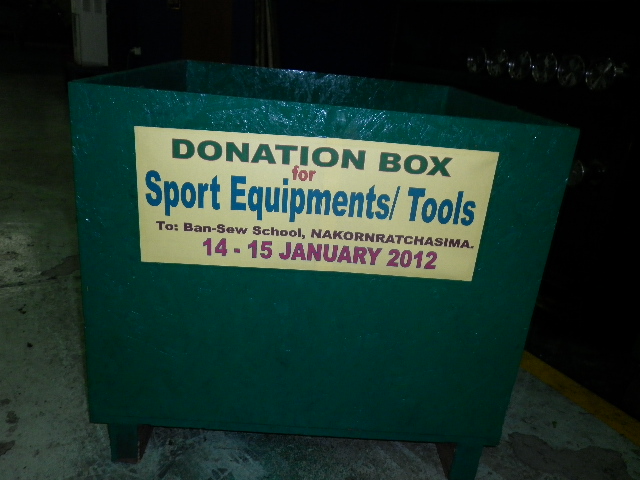 DONATION BOX
for
Sport Equipments/ Tools
To: Ban-Sew School, NAKORNRATCHASIMA.
14 - 15 JANUARY 2012